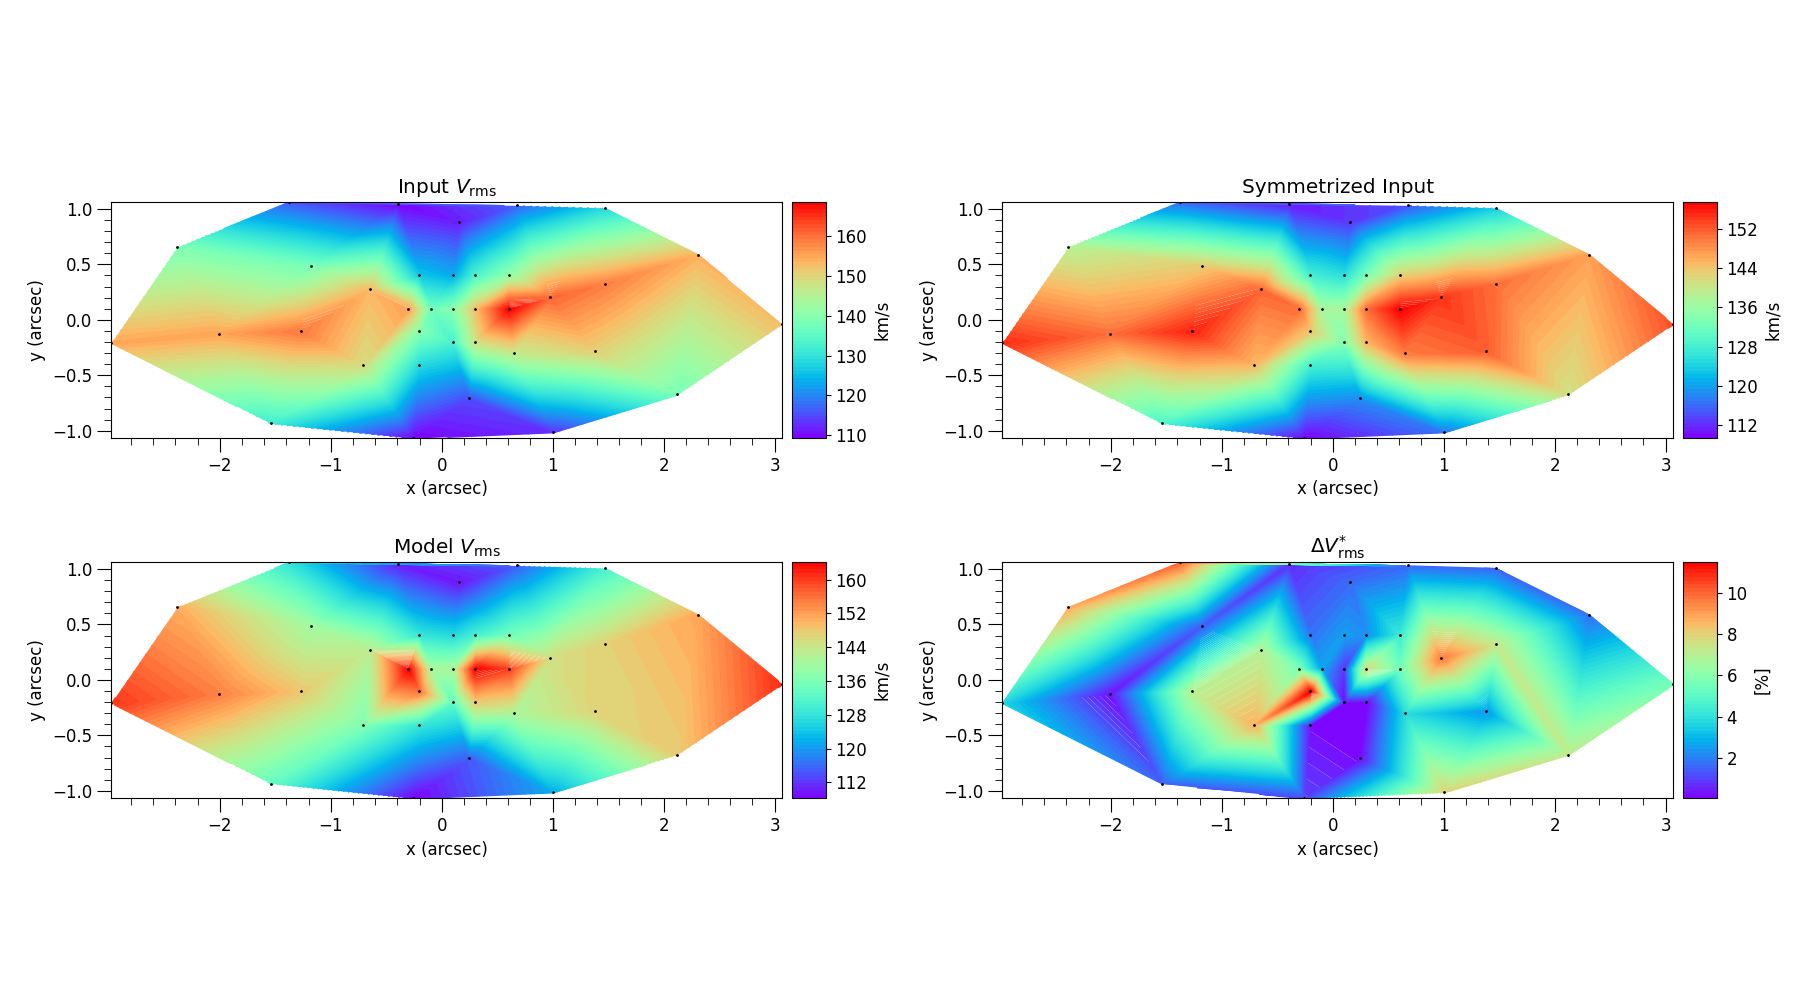 Input V_rms
1.0
0.5
0.0
−0.5
−1.0
y (arcsec)
−2 −1 0 1 2 3
x (arcsec)
160
150
140
130
120
110
km/s
Symmetrized Input
1.0
0.5
0.0
−0.5
−1.0
y (arcsec)
−2 −1 0 1 2 3
x (arcsec)
152
144
136
128
120
112
km/s
Model V_rms
1.0
0.5
0.0
−0.5
−1.0
y (arcsec)
−2 −1 0 1 2 3
x (arcsec)
160
152
144
136
128
120
112
km/s
ΔV*_rms
1.0
0.5
0.0
−0.5
−1.0
y (arcsec)
−2 −1 0 1 2 3
x (arcsec)
10
8
6
4
2
[%]